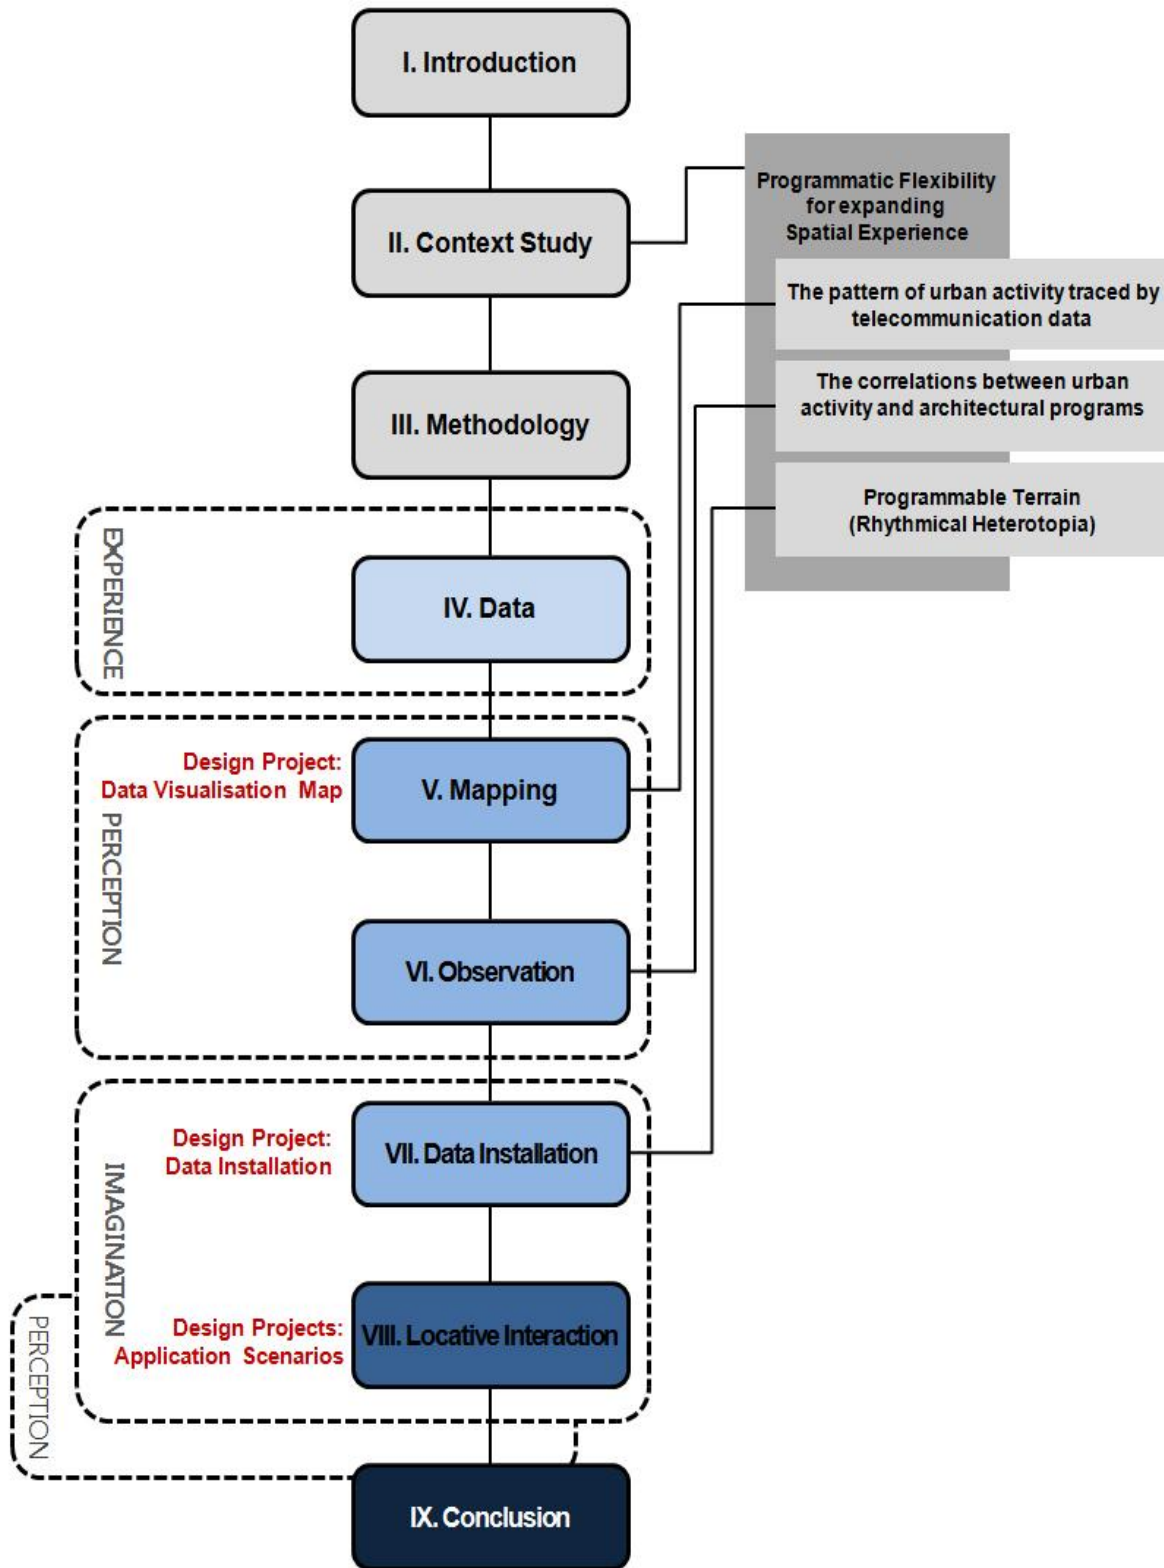 I. Introduction
II. Context Study
Programmatic Flexibility
for expanding
Spatial Experience
The pattern of urban activity traced by
telecommunication data
The correlations between urban
activity and architectural programs
Programmable Terrain
(Rhythmical Heterotopia)
III. Methodology
EXPERIENCE
IV. Data
PERCEPTION
Design Project:
Data Visualisation Map
V. Mapping
VI. Observation
IMAGINATION
Design Project:
Data Installation
VII. Data Installation
Design Projects:
Application Scenarios
VIII. Locative Interaction
PERCEPTION
IX. Conclusion